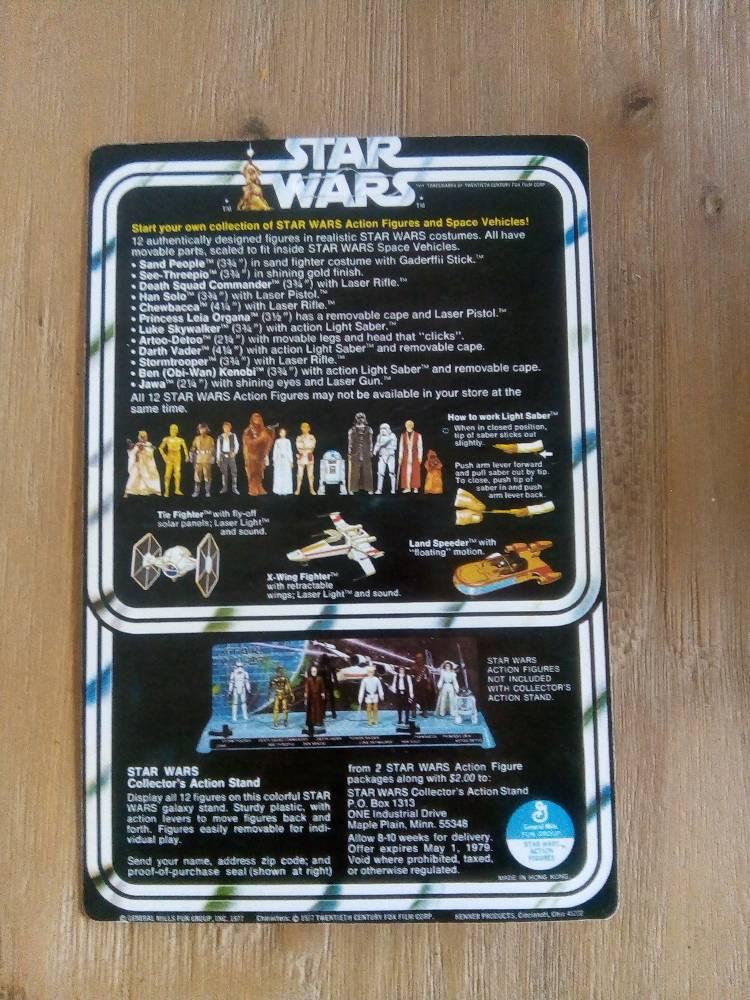 STAR
WARS
TM
TM
TRADEMARKS OF TWENTIETH CENTURY FOX FILM CORP.
Start your own collection of STAR WARS Action Figures and Space Vehicles!
12 authentically designed figures in realistic STAR WARS costumes. All have
movable parts, scaled to fit inside STAR WARS Space Vehicles.
• Sand People™ (3¾") in sand fighter costume with Gaderffii Stick.™
• See-Threepio™ (3¾") in shining gold finish.
• Death Squad Commander™ (3¾") with Laser Rifle.™
• Han Solo™ (3¾") with Laser Pistol.™
• Chewbacca™ (4¼") with Laser Rifle.™
• Princess Leia Organa™ (3½") has a removable cape and Laser Pistol.™
• Luke Skywalker™ (3¾") with action Light Saber.™
• Artoo-Detoo™ (2¼") with movable legs and head that "clicks".
• Darth Vader™ (4¼") with action Light Saber™ and removable cape.
• Stormtrooper™ (3¾") with Laser Rifle.™
• Ben (Obi-Wan) Kenobi™ (3¾") with action Light Saber™ and removable cape.
• Jawa™ (2¼") with shining eyes and Laser Gun.™
All 12 STAR WARS Action Figures may not be available in your store at the
same time.
How to work Light Saber™
When in closed position,
tip of saber sticks out
slightly.
Push arm lever forward
and pull saber out by tip.
To close, push tip of
saber in and push
arm lever back.
Tie Fighter™ with fly-off
solar panels; Laser Light™
and sound.
X-Wing Fighter™
with retractable
wings; Laser Light™ and sound.
Land Speeder™ with
"floating" motion.
STAR WARS
ACTION FIGURES
NOT INCLUDED
WITH COLLECTOR'S
ACTION STAND.
STAR WARS
Collector's Action Stand
Display all 12 figures on this colorful STAR
WARS galaxy stand. Sturdy plastic, with
action levers to move figures back and
forth. Figures easily removable for indi-
vidual play.
Send your name, address zip code; and
proof-of-purchase seal (shown at right)
from 2 STAR WARS Action Figure
packages along with $2.00 to:
STAR WARS Collector's Action Stand
P.O. Box 1313
ONE Industrial Drive
Maple Plain, Minn. 55348
Allow 8-10 weeks for delivery.
Offer expires May 1, 1979.
Void where prohibited, taxed,
or otherwise regulated.
General Mills
FUN GROUP
STAR WARS™
ACTION
FIGURES
MADE IN HONG KONG
© GENERAL MILLS FUN GROUP, INC. 1977 Characters: © 1977 TWENTIETH CENTURY FOX FILM CORP. KENNER PRODUCTS, Cincinnati, Ohio 45202